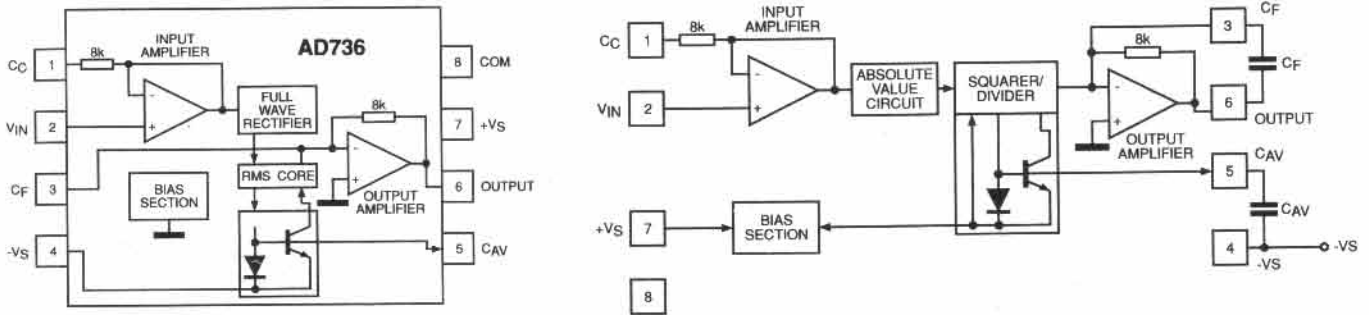 AD736
INPUT
AMPLIFIER
8k
CC 1
VIN 2
CF 3
-VS 4
FULL
WAVE
RECTIFIER
RMS CORE
BIAS
SECTION
8k
OUTPUT
AMPLIFIER
8 COM
7 +VS
6 OUTPUT
5 CAV
INPUT
AMPLIFIER
CC 1
8k
VIN 2
ABSOLUTE
VALUE
CIRCUIT
SQUARER/
DIVIDER
8k
OUTPUT
AMPLIFIER
3 CF
CF
6
OUTPUT
CAV
5
CAV
4
-VS
-VS
+VS 7
BIAS
SECTION
8